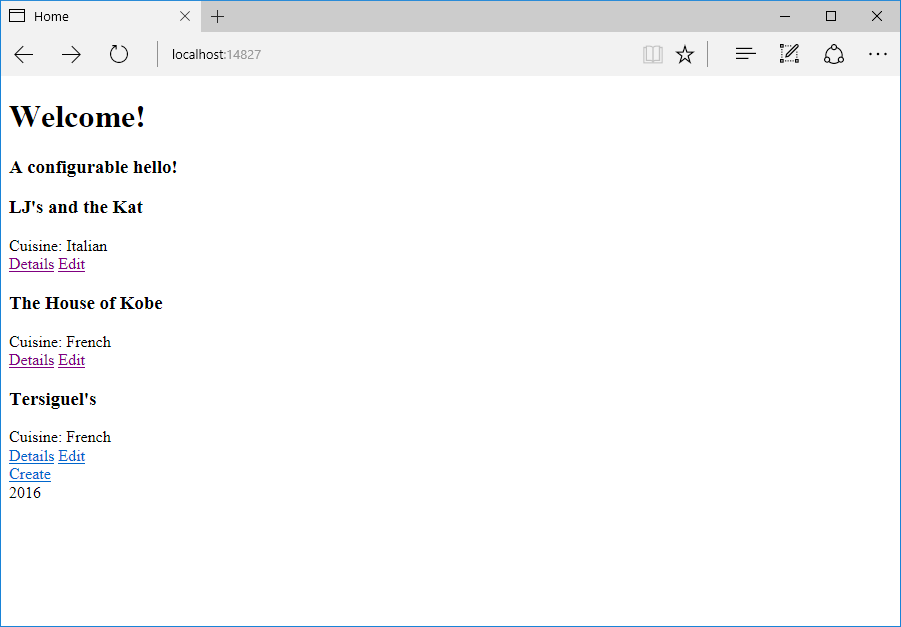 Home
localhost:14827
Welcome!
A configurable hello!
LJ's and the Kat
Cuisine: Italian
Details Edit
The House of Kobe
Cuisine: French
Details Edit
Tersiguel's
Cuisine: French
Details Edit
Create
2016